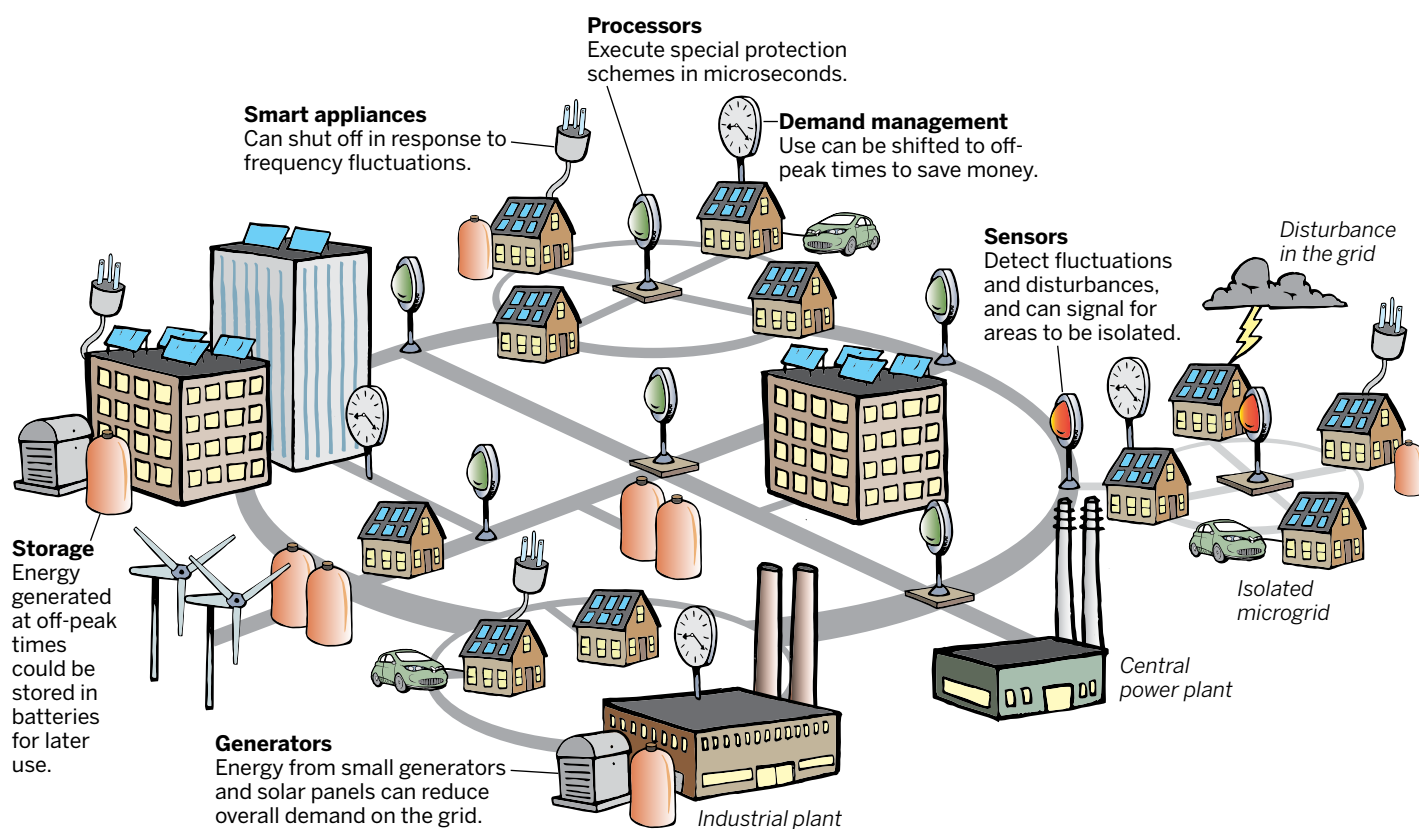 Processors
Execute special protection
schemes in microseconds.
Smart appliances
Can shut off in response to
frequency fluctuations.
Demand management
Use can be shifted to off-
peak times to save money.
Sensors
Detect fluctuations
and disturbances,
and can signal for
areas to be isolated.
Disturbance
in the grid
Storage
Energy
generated
at off-peak
times
could be
stored in
batteries
for later
use.
Isolated
microgrid
Central
power plant
Generators
Energy from small generators
and solar panels can reduce
overall demand on the grid.
Industrial plant